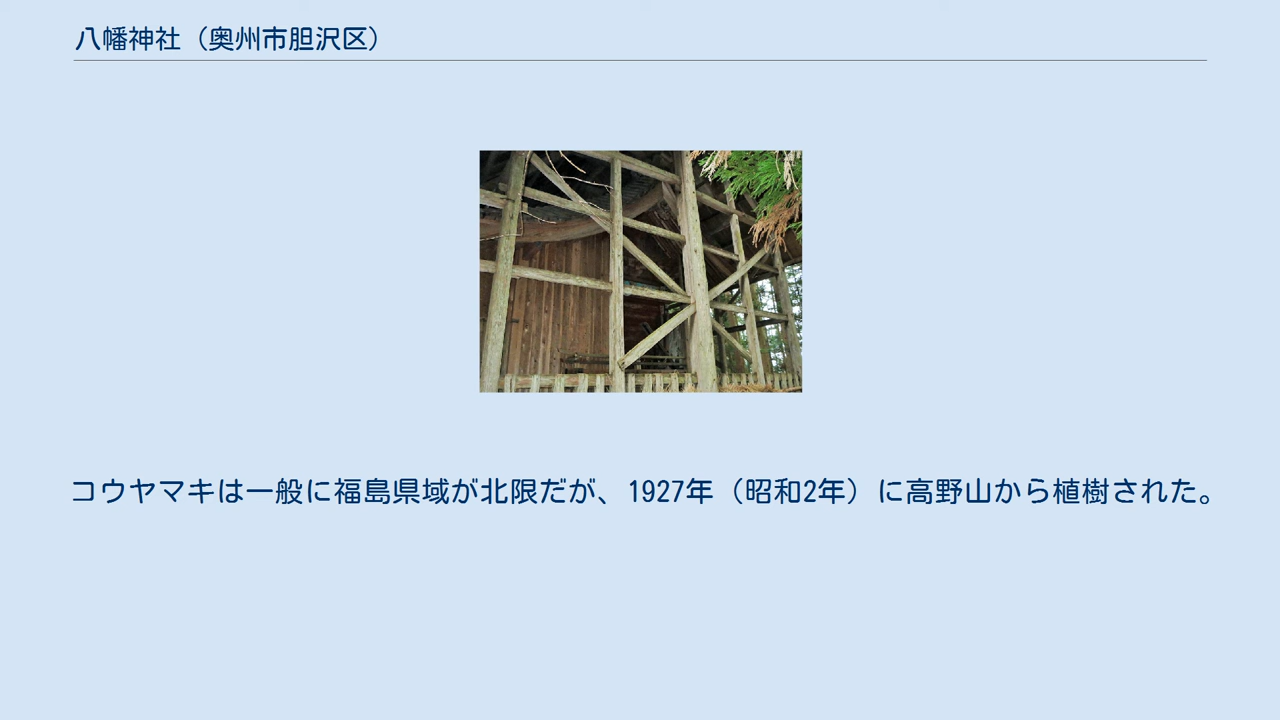 八幡神社（奥州市胆沢区）
コウヤマキは一般に福島県域が北限だが、1927年（昭和2年）に高野山から植樹された。